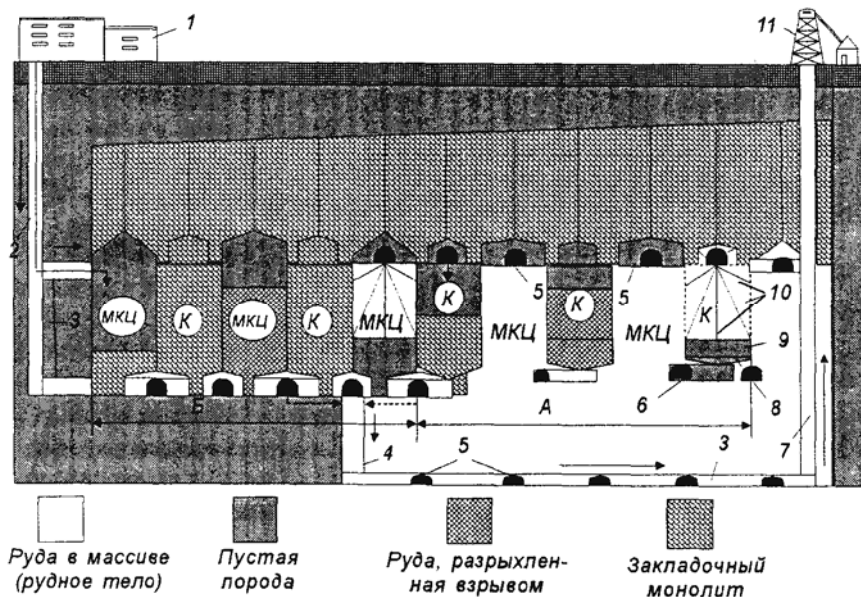 1
11
2
3
МКЦ
К
МКЦ
К
МКЦ
К
МКЦ
К
МКЦ
К
5
5
10
9
8
6
7
Б
А
4
5
3
Руда в массиве
(рудное тело)
Пустая
порода
Руда, разрыхлен-
ная взрывом
Закладочный
монолит